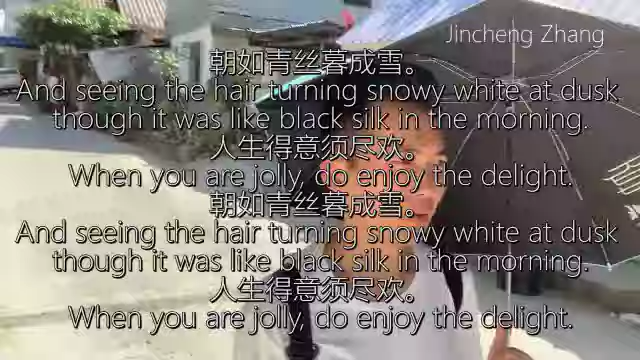 Jincheng Zhang
朝如青丝暮成雪。
And seeing the hair turning snowy white at dusk
though it was like black silk in the morning.
人生得意须尽欢。
When you are jolly, do enjoy the delight.
朝如青丝暮成雪。
And seeing the hair turning snowy white at dusk
though it was like black silk in the morning.
人生得意须尽欢。
When you are jolly, do enjoy the delight.